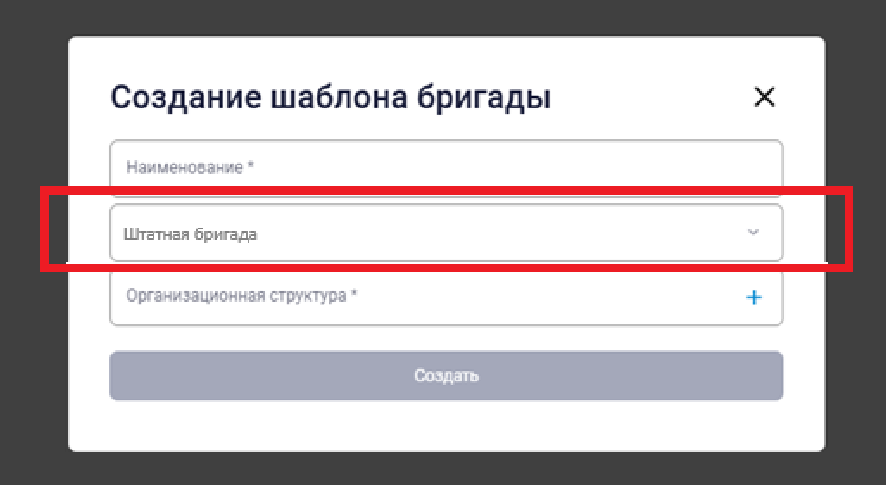 Создание шаблона бригады
Наименование *
Штатная бригада
Организационная структура *
Создать